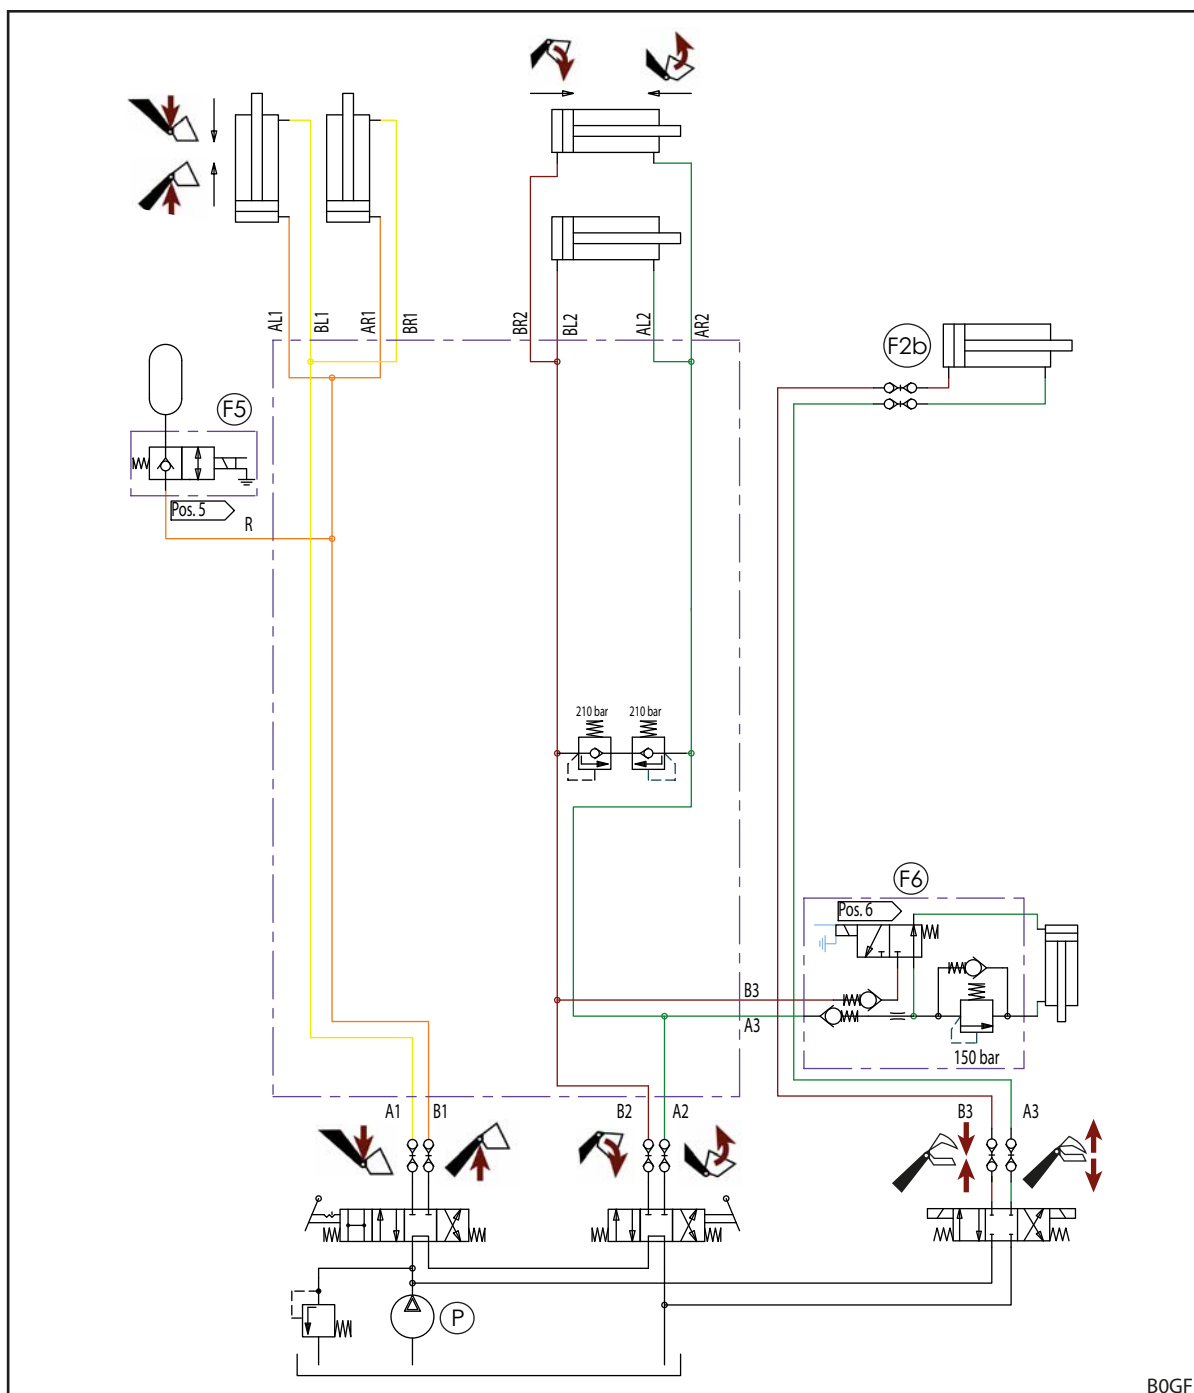 AL1
BL1
AR1
BR1
BR2
BL2
AL2
AR2
F2b
F5
Pos. 5
R
210 bar
210 bar
F6
Pos. 6
B3
A3
150 bar
A1
B1
B2
A2
B3
A3
P
B0GF